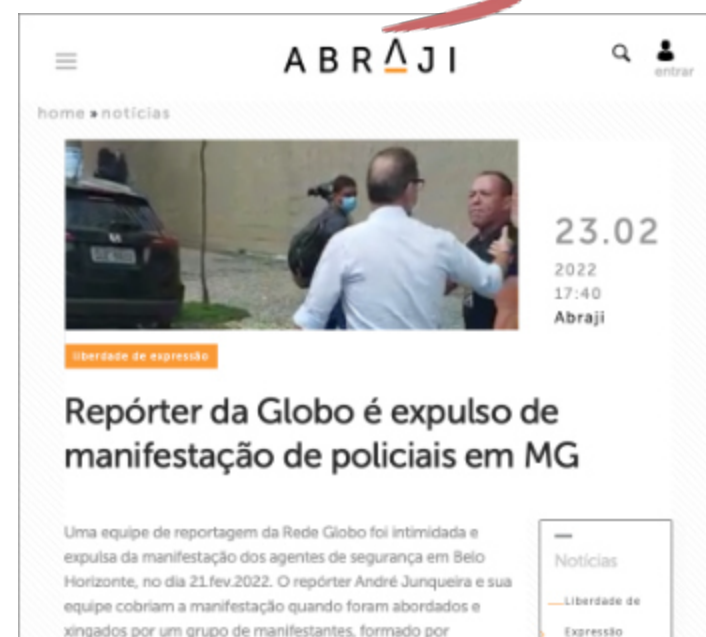 ABRAJI
entrar
home » notícias
23.02
2022
17:40
Abraji
liberdade de expressão
Repórter da Globo é expulso de
manifestação de policiais em MG
Uma equipe de reportagem da Rede Globo foi intimidada e
expulsa da manifestação dos agentes de segurança em Belo
Horizonte, no dia 21.fev.2022. O repórter André Junqueira e sua
equipe cobriam a manifestação quando foram abordados e
xingados por um grupo de manifestantes, formado por
Notícias
Liberdade de
Expressão